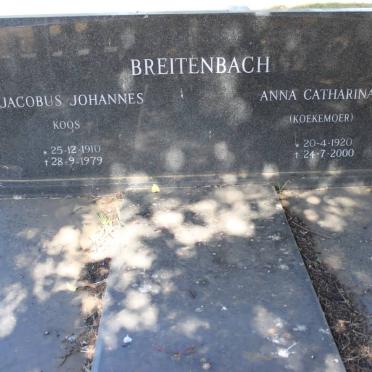 BREITENBACH
JACOBUS JOHANNES
KOOS
* 25-12-1910
† 28-9-1979
ANNA CATHARINA
(KOEKEMOER)
* 20-4-1920
† 24-7-2000